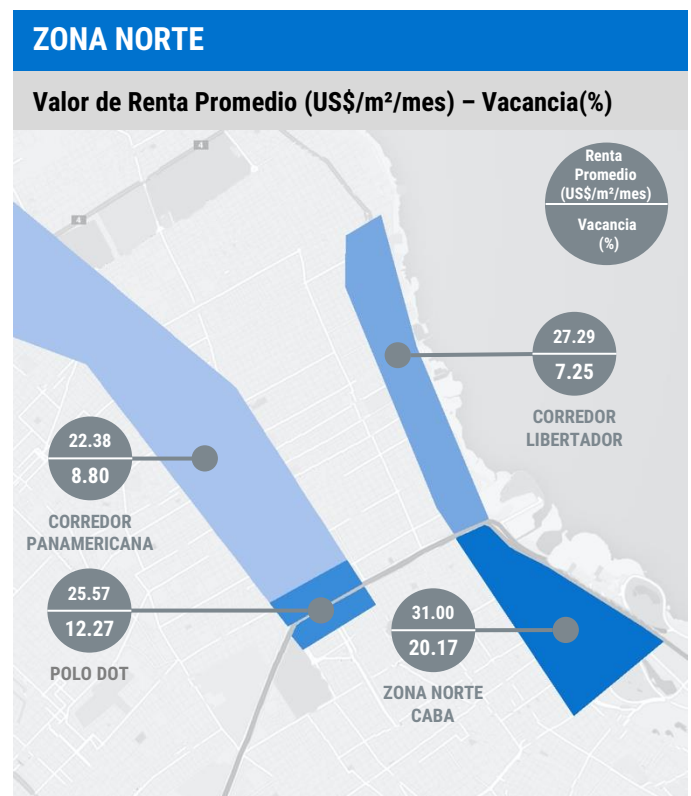 ZONA NORTE
Valor de Renta Promedio (US$/m²/mes) – Vacancia(%)
4
4
Renta
Promedio
(US$/m²/mes)
Vacancia
(%)
27.29
7.25
CORREDOR
LIBERTADOR
22.38
8.80
CORREDOR
PANAMERICANA
25.57
12.27
POLO DOT
31.00
20.17
ZONA NORTE
CABA